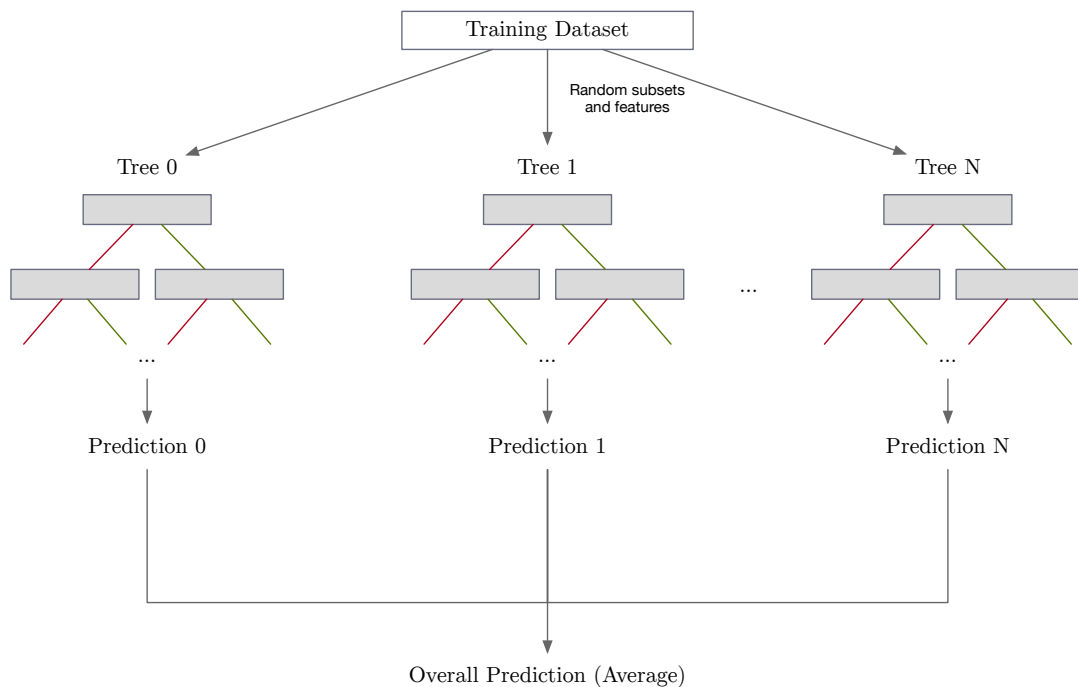 Training Dataset
Random subsets
and features
Tree 0
Tree 1
Tree N
...
...
...
...
Prediction 0
Prediction 1
Prediction N
Overall Prediction (Average)